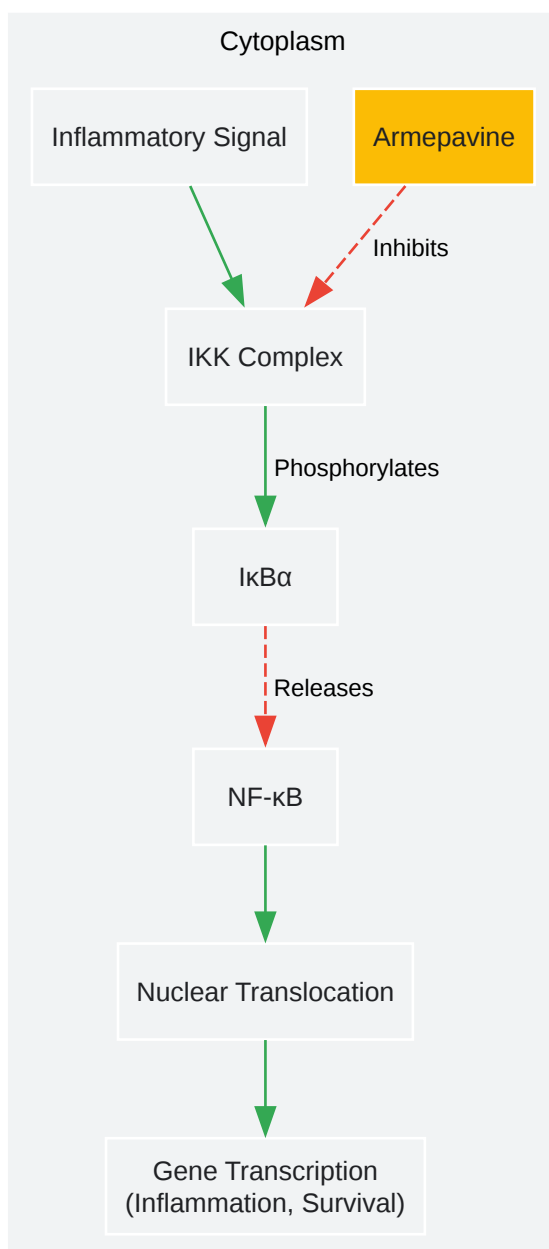 Cytoplasm
Inflammatory Signal
Armepavine
Inhibits
IKK Complex
Phosphorylates
IκBα
Releases
NF-κB
Nuclear Translocation
Gene Transcription
(Inflammation, Survival)